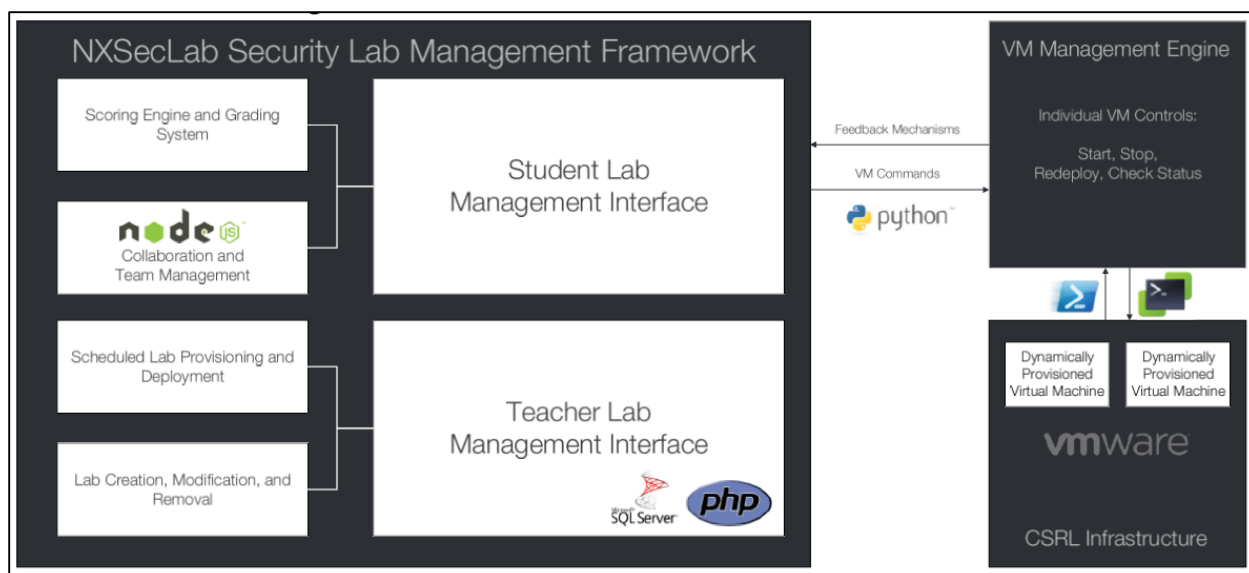 NXSecLab Security Lab Management Framework
Scoring Engine and Grading
System
node
JS
Collaboration and
Team Management
Student Lab
Management Interface
Scheduled Lab Provisioning and
Deployment
Lab Creation, Modification, and
Removal
Teacher Lab
Management Interface
Microsoft
SQL Server
php
Feedback Mechanisms
VM Commands
python™
VM Management Engine
Individual VM Controls:
Start, Stop,
Redeploy, Check Status
>_
Dynamically
Provisioned
Virtual Machine
Dynamically
Provisioned
Virtual Machine
vmware
CSRL Infrastructure